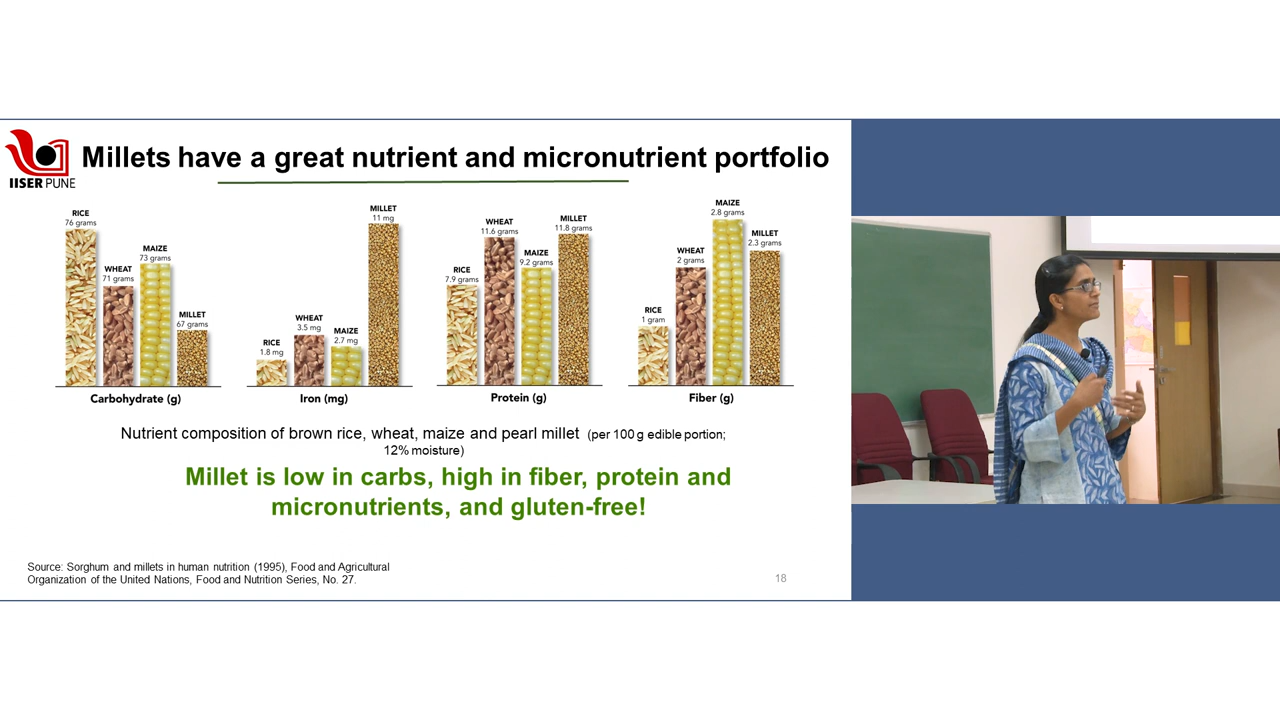 IISER PUNE
Millets have a great nutrient and micronutrient portfolio
RICE
76 grams
WHEAT
71 grams
MAIZE
73 grams
MILLET
67 grams
Carbohydrate (g)
RICE
1.8 mg
WHEAT
3.5 mg
MAIZE
2.7 mg
MILLET
11 mg
Iron (mg)
RICE
7.9 grams
WHEAT
11.6 grams
MAIZE
9.2 grams
MILLET
11.8 grams
Protein (g)
RICE
1 gram
WHEAT
2 grams
MAIZE
2.8 grams
MILLET
2.3 grams
Fiber (g)
Nutrient composition of brown rice, wheat, maize and pearl millet (per 100 g edible portion;
12% moisture)
Millet is low in carbs, high in fiber, protein and
micronutrients, and gluten-free!
Source: Sorghum and millets in human nutrition (1995), Food and Agricultural
Organization of the United Nations, Food and Nutrition Series, No. 27.
18